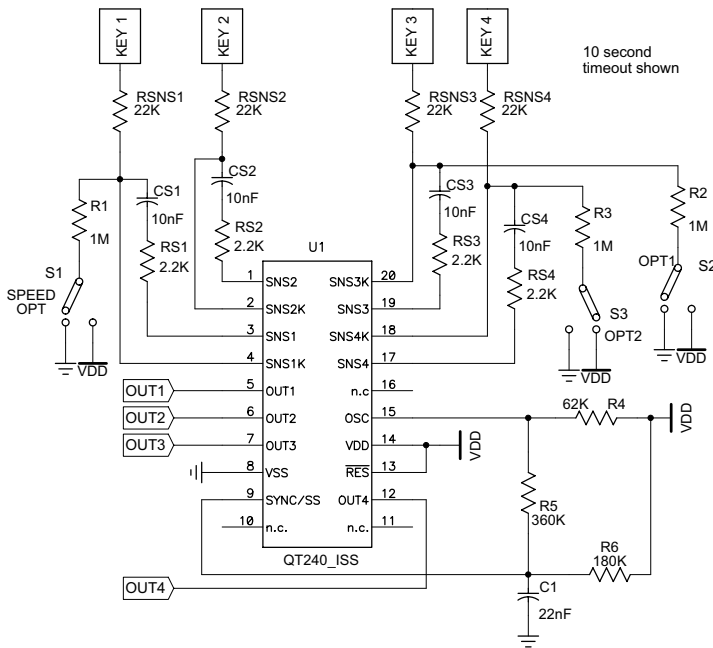 KEY 1
KEY 2
KEY 3
KEY 4
10 second
timeout shown
RSNS1
22K
RSNS2
22K
RSNS3
22K
RSNS4
22K
R1
1M
CS1
10nF
RS1
2.2K
CS2
10nF
RS2
2.2K
CS3
10nF
RS3
2.2K
CS4
10nF
RS4
2.2K
R3
1M
R2
1M
S1
SPEED
OPT
VDD
OPT1
S2
VDD
S3
OPT2
VDD
U1
1 SNS2
2 SNS2K
3 SNS1
4 SNS1K
5 OUT1
6 OUT2
7 OUT3
8 VSS
9 SYNC/SS
10 n.c.
SNS3K 20
SNS3 19
SNS4K 18
SNS4 17
n.c 16
OSC 15
VDD 14
RES 13
OUT4 12
n.c. 11
QT240_ISS
OUT1
OUT2
OUT3
OUT4
62K R4
VDD
VDD
R5
360K
R6
180K
C1
22nF